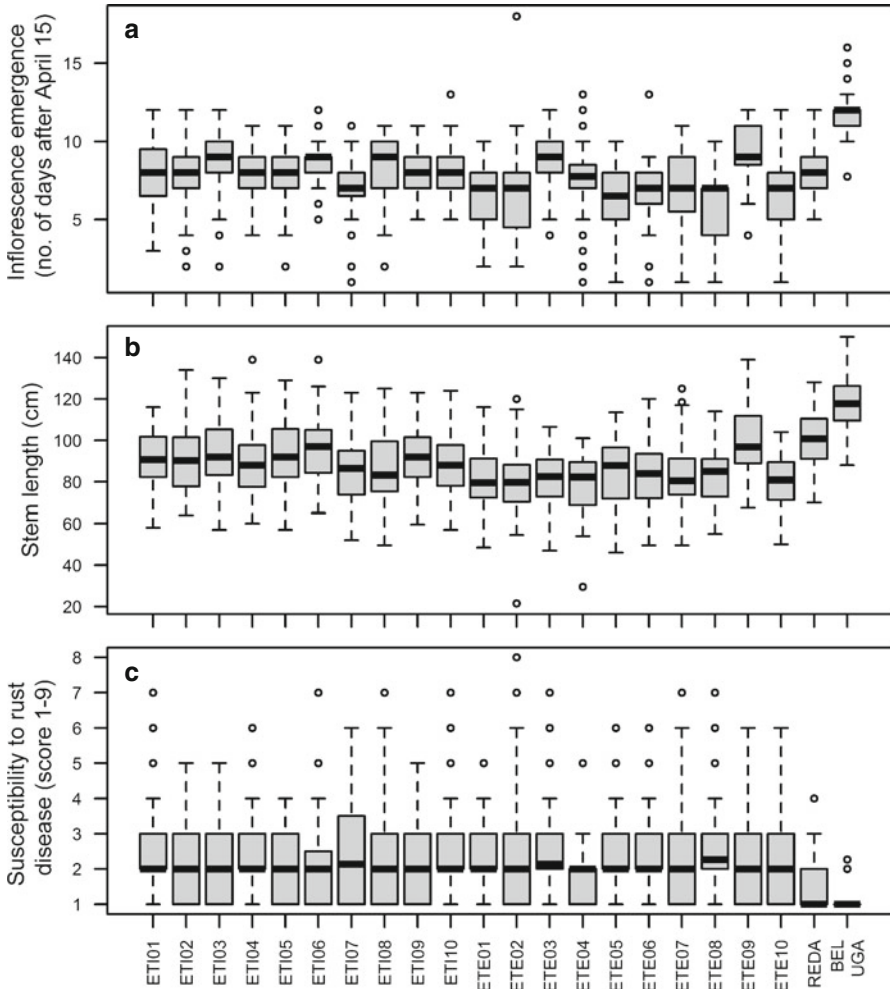 a
Inflorescence emergence
(no. of days after April 15)
15
10
5
b
Stem length (cm)
140
120
100
80
60
40
20
c
Susceptibility to rust
disease (score 1-9)
8
7
6
5
4
3
2
1
ETI01
ETI02
ETI03
ETI04
ETI05
ETI06
ETI07
ETI08
ETI09
ETI10
ETE01
ETE02
ETE03
ETE04
ETE05
ETE06
ETE07
ETE08
ETE09
ETE10
REDA
BEL
UGA